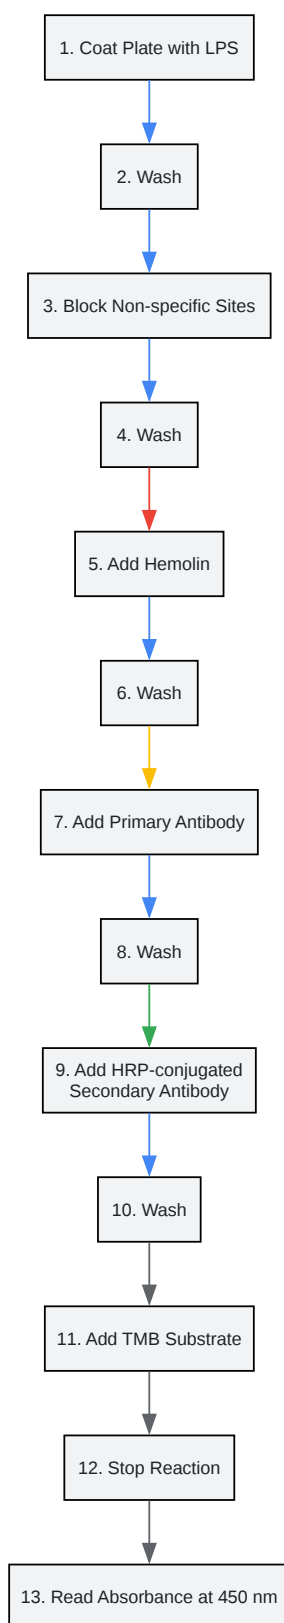 1. Coat Plate with LPS
2. Wash
3. Block Non-specific Sites
4. Wash
5. Add Hemolin
6. Wash
7. Add Primary Antibody
8. Wash
9. Add HRP-conjugated
Secondary Antibody
10. Wash
11. Add TMB Substrate
12. Stop Reaction
13. Read Absorbance at 450 nm